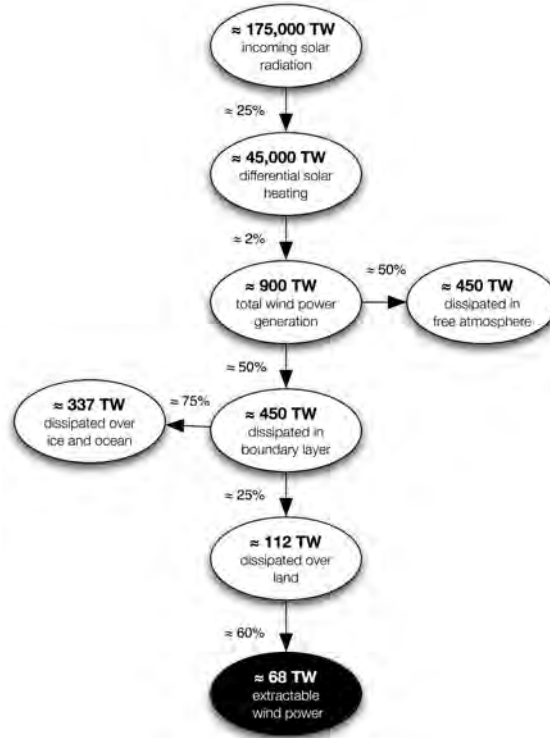 ≈ 175,000 TW
incoming solar
radiation
≈ 25%
≈ 45,000 TW
differential solar
heating
≈ 2%
≈ 900 TW
total wind power
generation
≈ 50%
≈ 450 TW
dissipated in
free atmosphere
≈ 50%
≈ 337 TW
dissipated over
ice and ocean
≈ 75%
≈ 450 TW
dissipated in
boundary layer
≈ 25%
≈ 112 TW
dissipated over
land
≈ 60%
≈ 68 TW
extractable
wind power